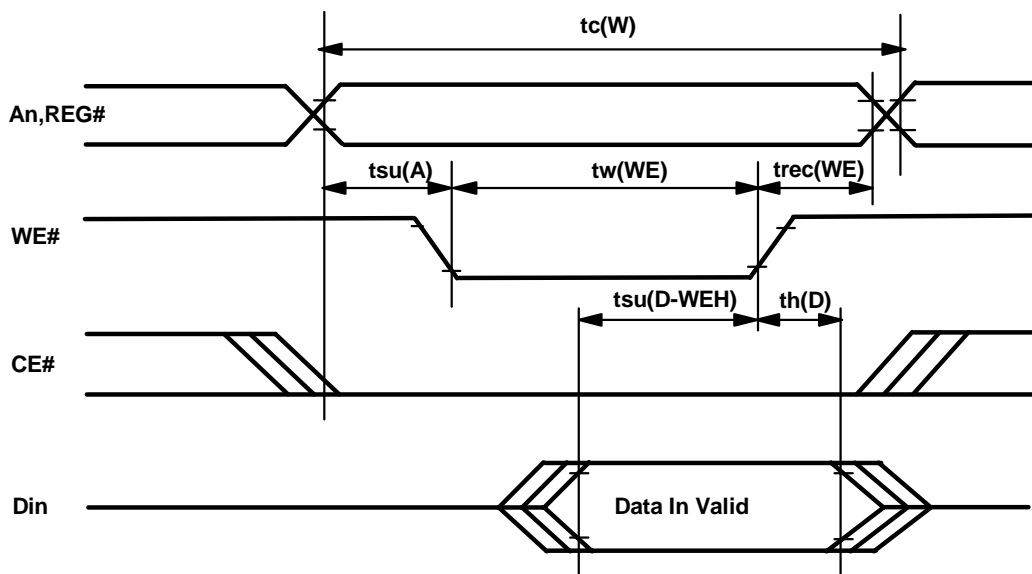 tc(W)
An,REG#
tsu(A)
tw(WE)
trec(WE)
WE#
tsu(D-WEH)
th(D)
CE#
Din
Data In Valid